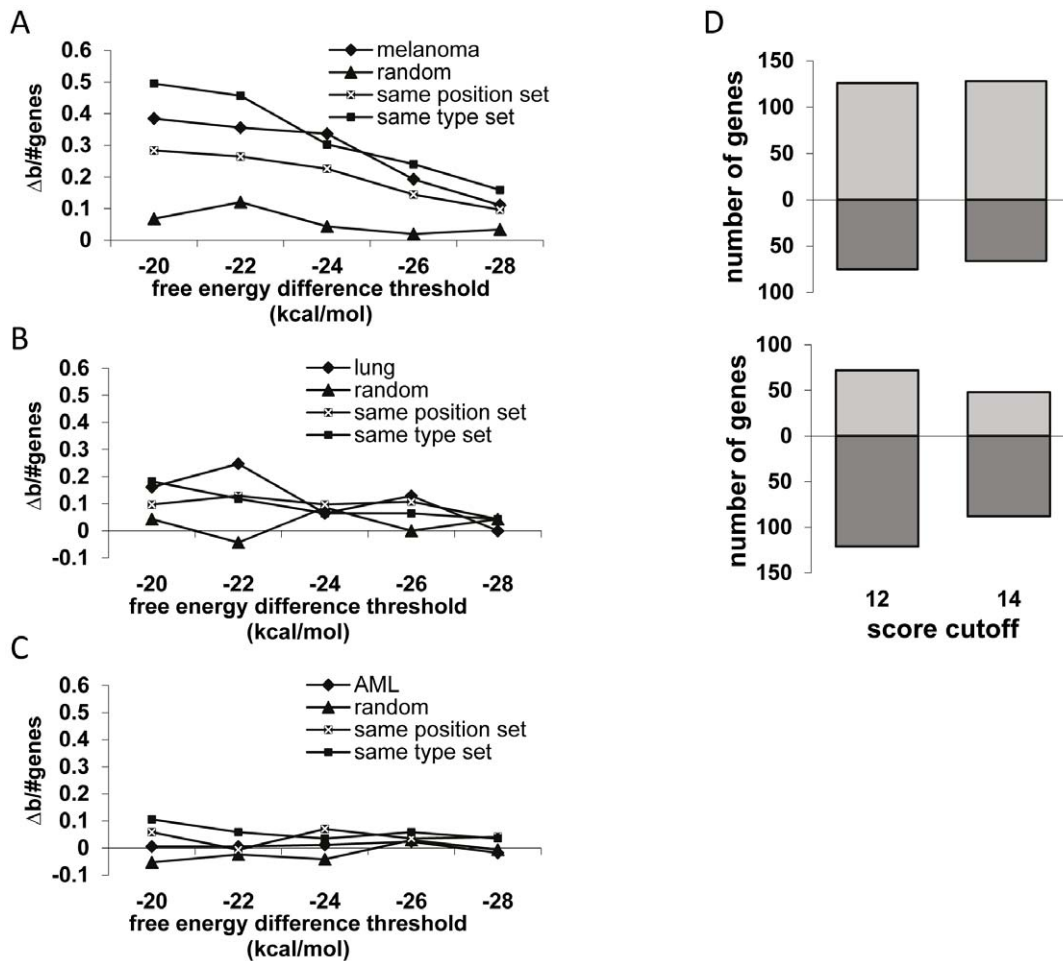 A
0.6
0.5
0.4
0.3
0.2
0.1
0
Δb/#genes
melanoma
random
same position set
same type set
-20 -22 -24 -26 -28
free energy difference threshold
(kcal/mol)
B
0.6
0.5
0.4
0.3
0.2
0.1
0
-0.1
Δb/#genes
lung
random
same position set
same type set
-20 -22 -24 -26 -28
free energy difference threshold
(kcal/mol)
C
0.6
0.5
0.4
0.3
0.2
0.1
0
-0.1
Δb/#genes
AML
random
same position set
same type set
-20 -22 -24 -26 -28
free energy difference threshold
(kcal/mol)
D
150
100
50
0
50
100
number of genes
100
50
0
50
100
150
number of genes
12 14
score cutoff